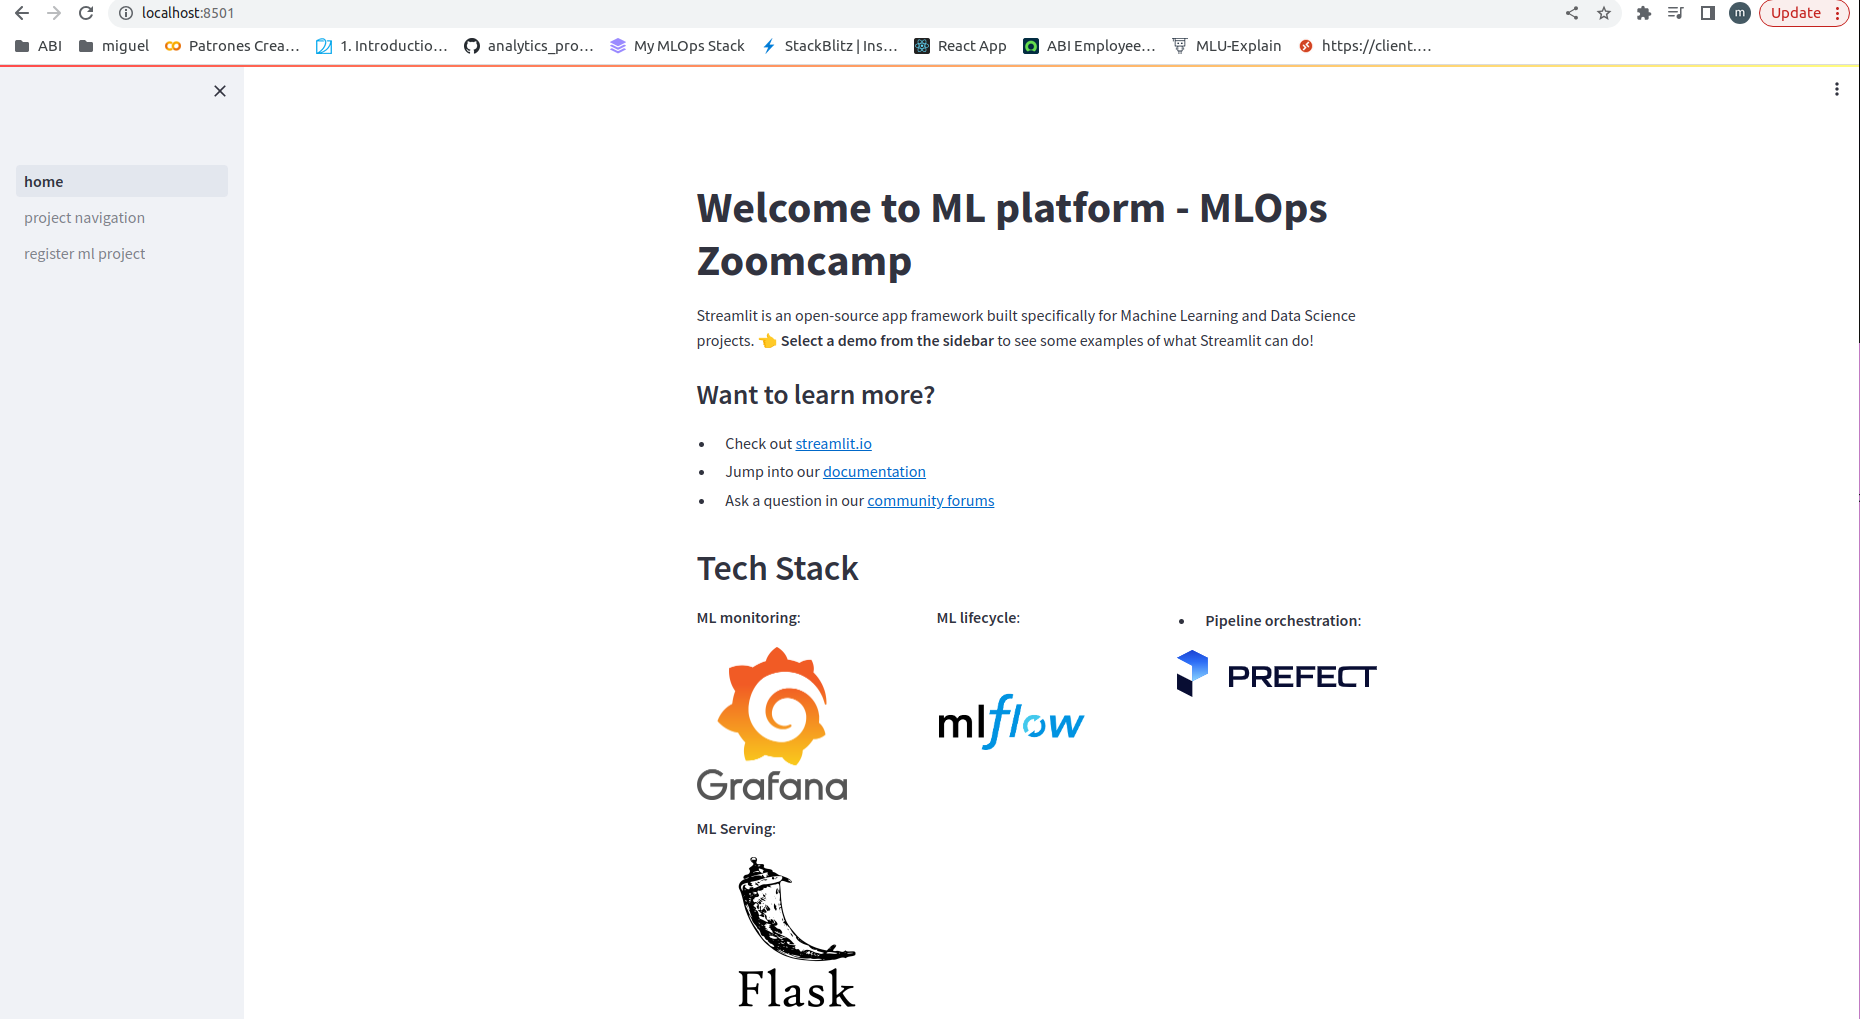 localhost:8501
m
Update
ABI
miguel
Patrones Crea...
1. Introductio...
analytics_pro...
My MLOps Stack
StackBlitz | Ins...
React App
ABI Employee...
MLU-Explain
https://client....
home
project navigation
register ml project
Welcome to ML platform - MLOps
Zoomcamp
Streamlit is an open-source app framework built specifically for Machine Learning and Data Science
projects. 👈 Select a demo from the sidebar to see some examples of what Streamlit can do!
Want to learn more?
• Check out streamlit.io
• Jump into our documentation
• Ask a question in our community forums
Tech Stack
ML monitoring:
ML lifecycle:
• Pipeline orchestration:
Grafana
mlflow
PREFECT
ML Serving:
Flask